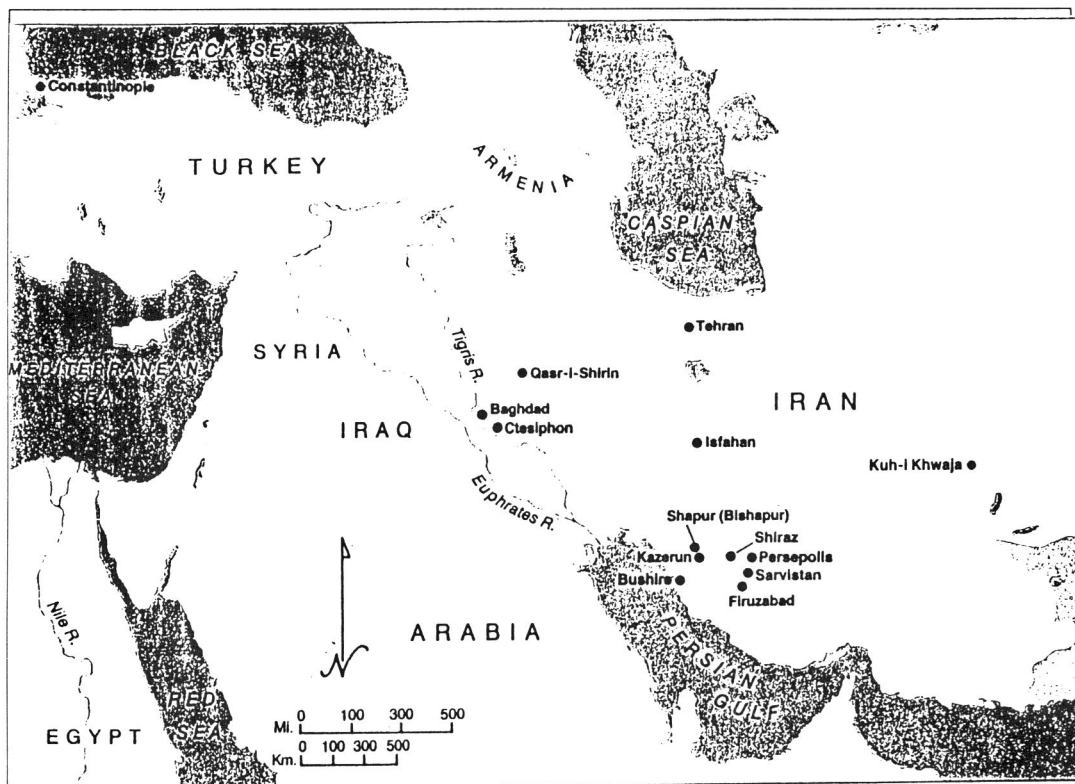 BLACK SEA
Constantinople
TURKEY
ARMENIA
CASPIAN
SEA
Tehran
SYRIA
Tigris R.
Qasr-i-Shirin
MEDITERRANEAN
SEA
Baghdad
IRAN
IRAQ
Ctesiphon
Isfahan
Kuh-i Khwaja
Euphrates R.
Shapur (Bishapur)
Shiraz
Kazerun
Persepolis
Bushire
Sarvistan
Firuzabad
Nile R.
ARABIA
PERSIAN
GULF
RED
SEA
EGYPT
Mi. 0 100 300 500
Km. 0 100 300 500
N